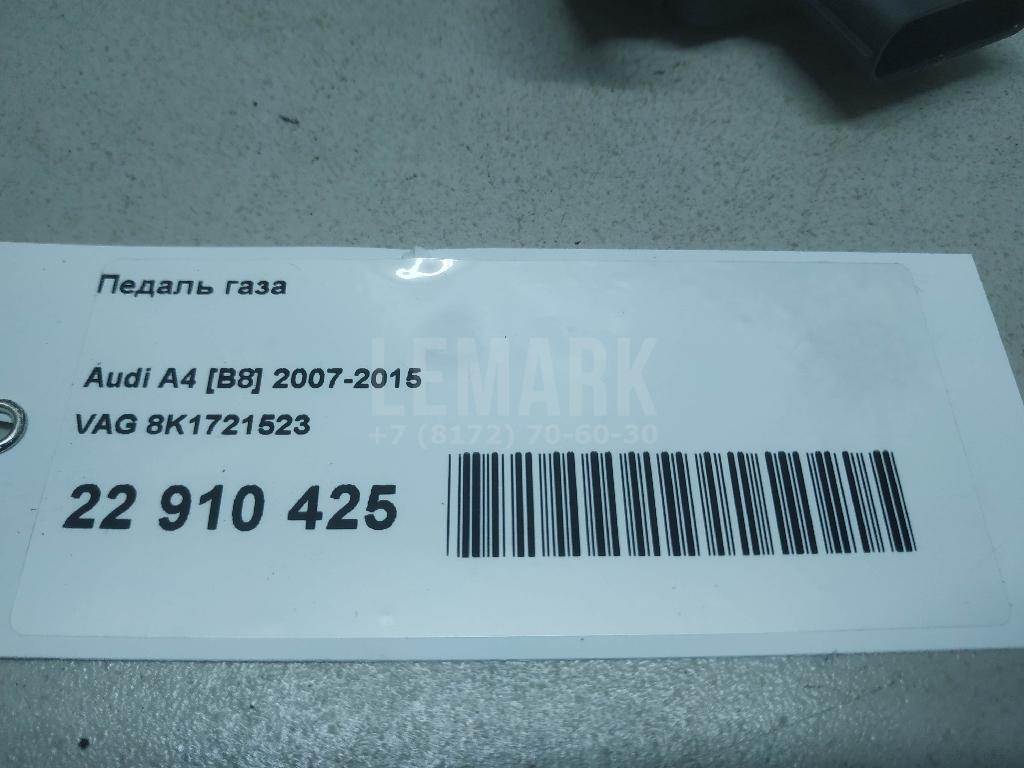 Педаль газа
Audi A4 [B8] 2007-2015
VAG 8K1721523
22 910 425
LEMARK
+7 (8172) 70-60-30